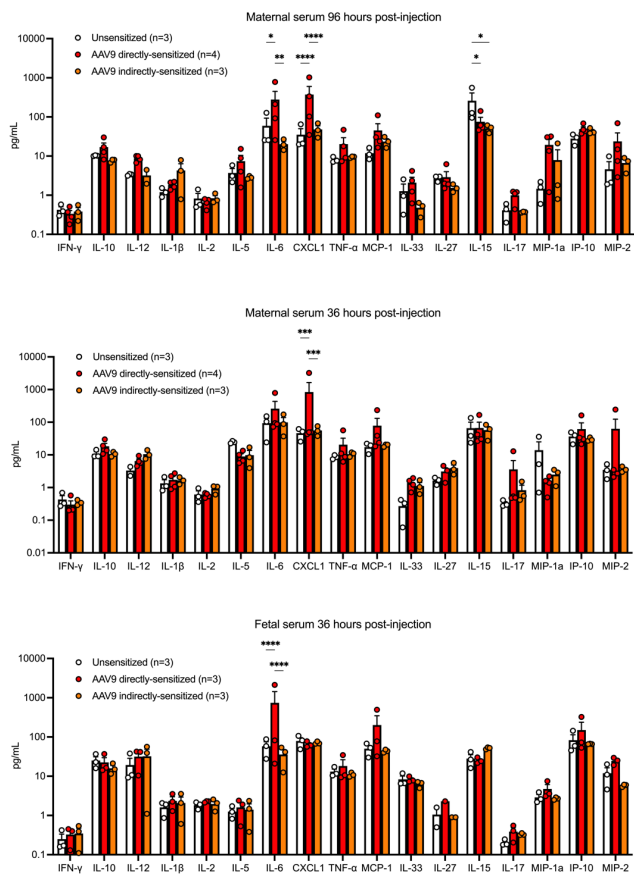 Maternal serum 96 hours post-injection
* **** *
** **** *
Unsensitized (n=3)
AAV9 directly-sensitized (n=4)
AAV9 indirectly-sensitized (n=3)
pg/mL
10000
1000
100
10
1
0.1
IFN-γ IL-10 IL-12 IL-1β IL-2 IL-5 IL-6 CXCL1 TNF-α MCP-1 IL-33 IL-27 IL-15 IL-17 MIP-1a IP-10 MIP-2
Maternal serum 36 hours post-injection
***
***
Unsensitized (n=3)
AAV9 directly-sensitized (n=4)
AAV9 indirectly-sensitized (n=3)
pg/mL
10000
1000
100
10
1
0.1
0.01
IFN-γ IL-10 IL-12 IL-1β IL-2 IL-5 IL-6 CXCL1 TNF-α MCP-1 IL-33 IL-27 IL-15 IL-17 MIP-1a IP-10 MIP-2
Fetal serum 36 hours post-injection
****
****
Unsensitized (n=3)
AAV9 directly-sensitized (n=3)
AAV9 indirectly-sensitized (n=3)
pg/mL
10000
1000
100
10
1
0.1
IFN-γ IL-10 IL-12 IL-1β IL-2 IL-5 IL-6 CXCL1 TNF-α MCP-1 IL-33 IL-27 IL-15 IL-17 MIP-1a IP-10 MIP-2